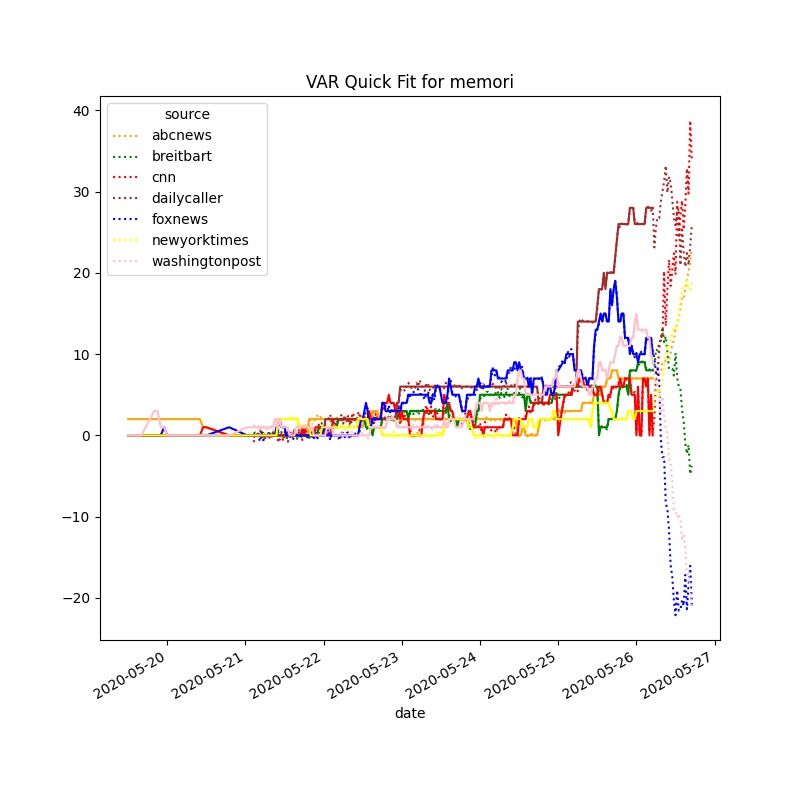 VAR Quick Fit for memori
source
abcnews
breitbart
cnn
dailycaller
foxnews
newyorktimes
washingtonpost
40
30
20
10
0
−10
−20
2020-05-20
2020-05-21
2020-05-22
2020-05-23
2020-05-24
2020-05-25
2020-05-26
2020-05-27
date